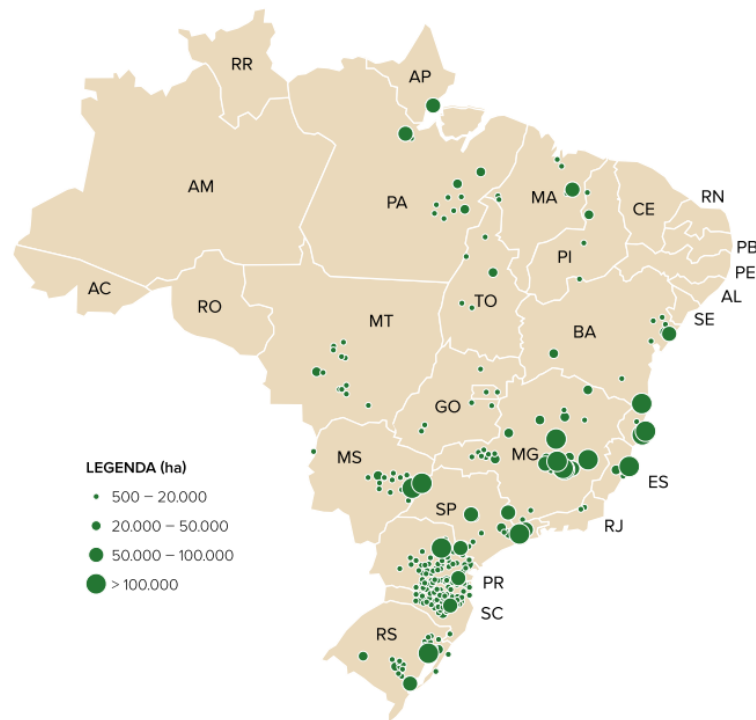 RR
AP
AM
PA
MA
CE
RN
PB
PE
AL
SE
PI
AC
RO
TO
MT
BA
GO
MG
ES
MS
SP
RJ
PR
SC
RS
LEGENDA (ha)
500 – 20.000
20.000 – 50.000
50.000 – 100.000
> 100.000